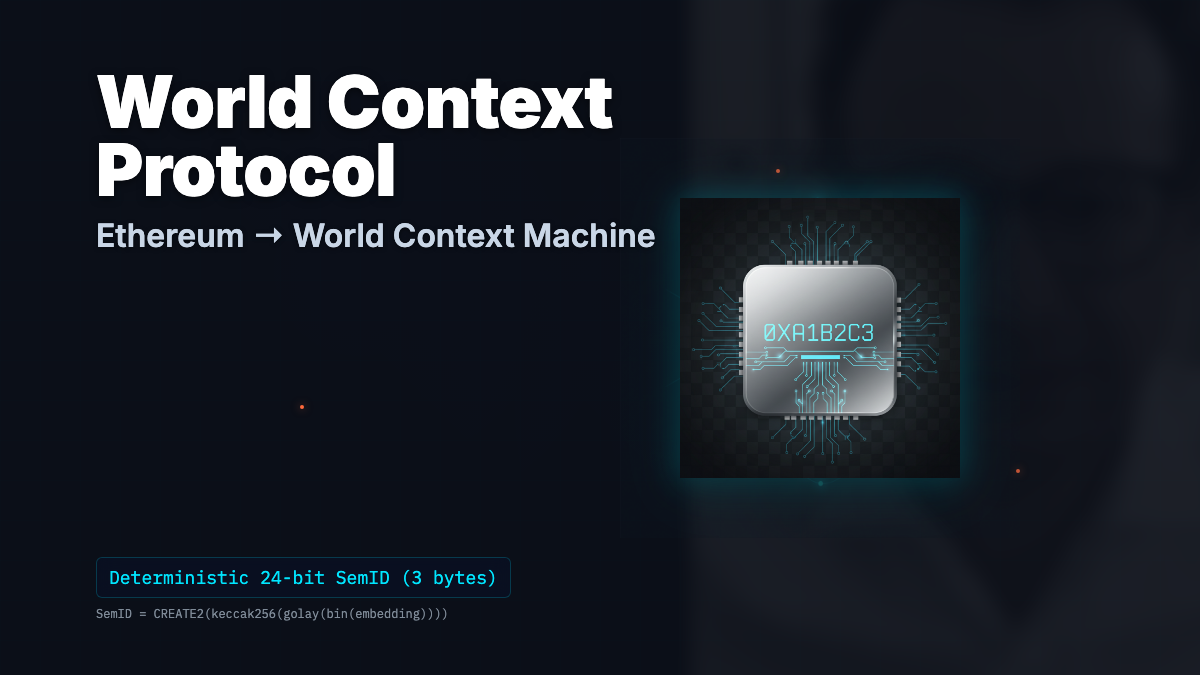 World Context
Protocol
Ethereum → World Context Machine
0XA1B2C3
Deterministic 24-bit SemID (3 bytes)
SemID = CREATE2(keccak256(golay(bin(embedding))))